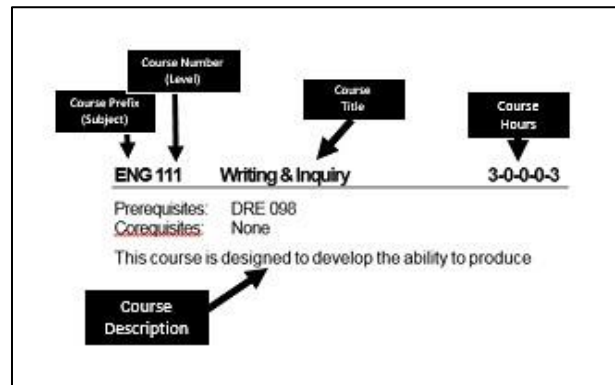 Course Number
(Level)
Course Prefix
(Subject)
Course
Title
Course
Hours
ENG 111 Writing & Inquiry 3-0-0-0-3
Prerequisites: DRE 098
Corequisites: None
This course is designed to develop the ability to produce
Course
Description